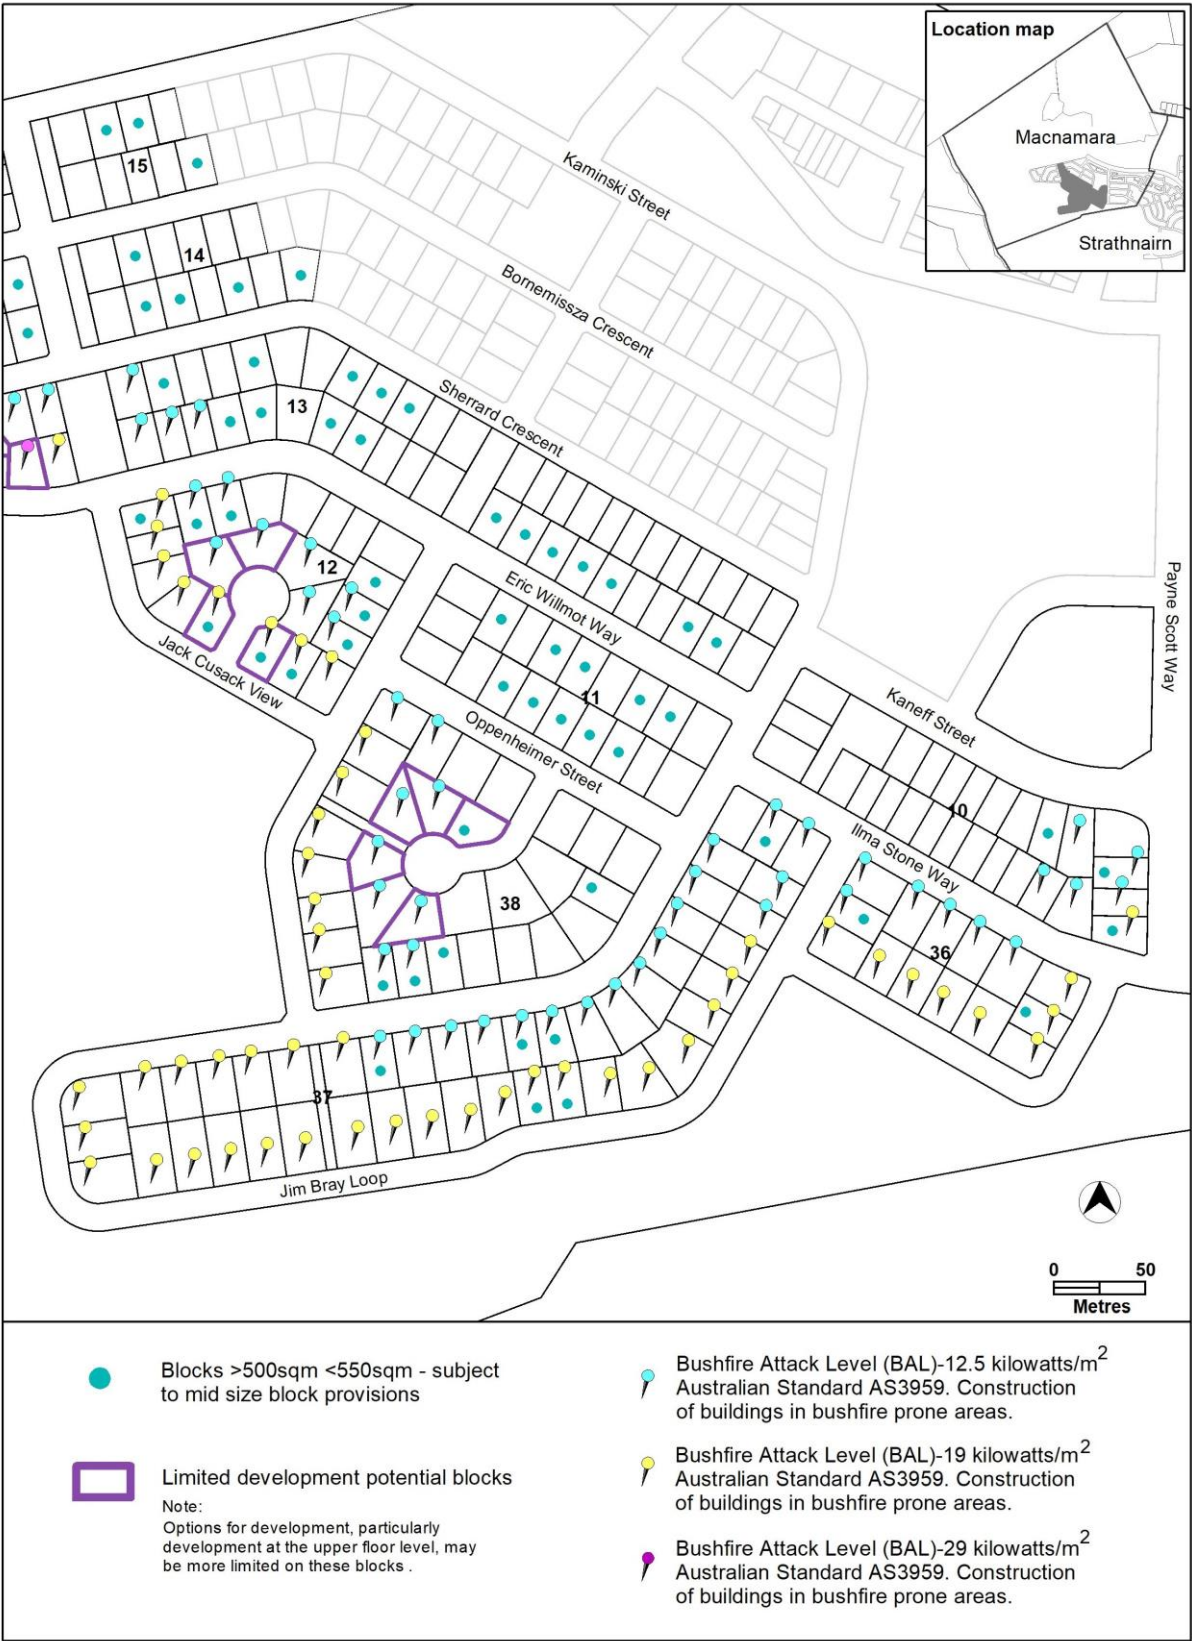 Location map
Macnamara
Strathnairn
15
Kaminski Street
14
Bornemissza Crescent
13
Sherrard Crescent
12
Eric Willmot Way
Payne Scott Way
Jack Cusack View
11
Oppenheimer Street
Kaneff Street
10
Ilma Stone Way
38
36
37
Jim Bray Loop
0 50
Metres
Blocks >500sqm <550sqm - subject
to mid size block provisions
Limited development potential blocks
Note:
Options for development, particularly
development at the upper floor level, may
be more limited on these blocks .
Bushfire Attack Level (BAL)-12.5 kilowatts/m²
Australian Standard AS3959. Construction
of buildings in bushfire prone areas.
Bushfire Attack Level (BAL)-19 kilowatts/m²
Australian Standard AS3959. Construction
of buildings in bushfire prone areas.
Bushfire Attack Level (BAL)-29 kilowatts/m²
Australian Standard AS3959. Construction
of buildings in bushfire prone areas.